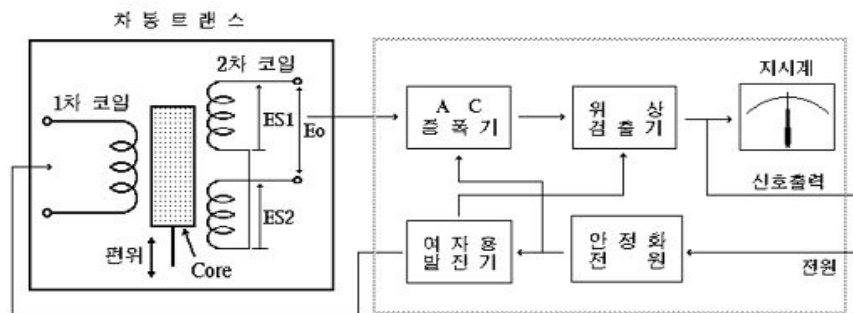 차 동 트 랜 스
2차 코일
1차 코일
ES1
Eo
ES2
편위
Core
A C
증 폭 기
위 상
검 출 기
지시계
신호출력
여 자 용
발 진 기
안 정 화
전 원
전원